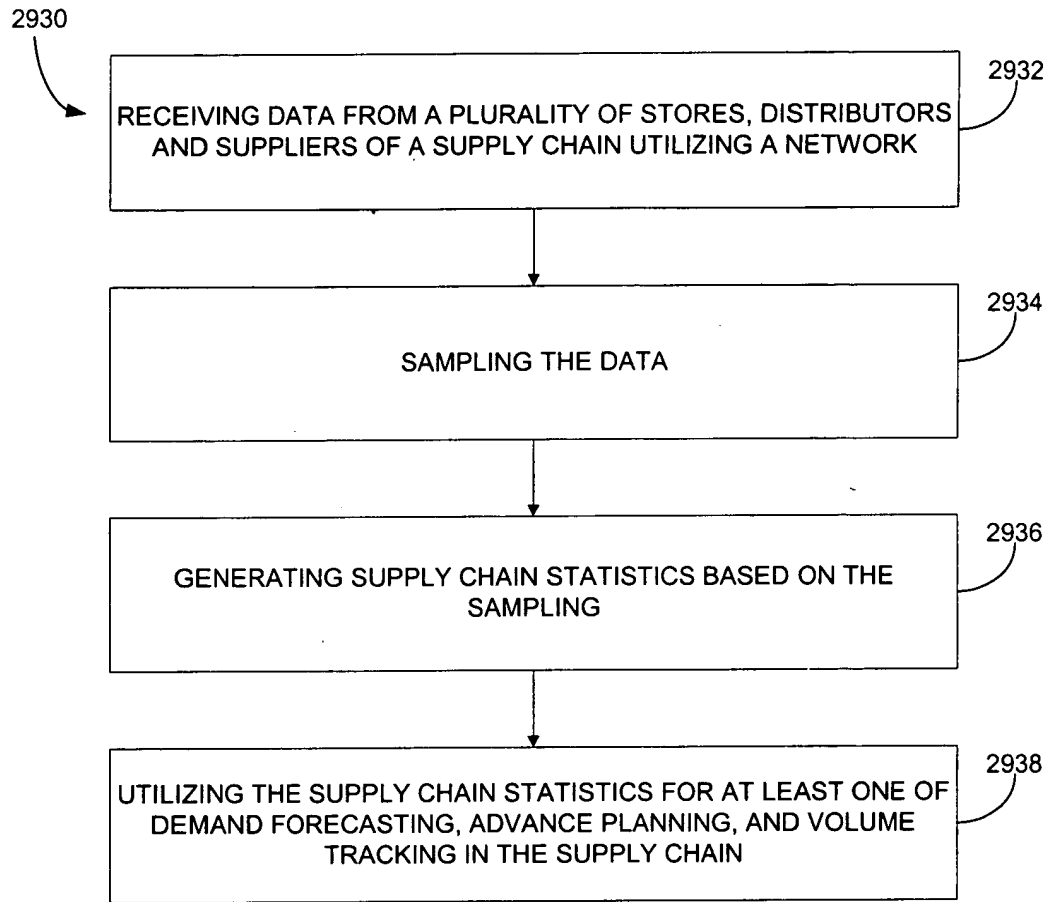 2930
2932
RECEIVING DATA FROM A PLURALITY OF STORES, DISTRIBUTORS
AND SUPPLIERS OF A SUPPLY CHAIN UTILIZING A NETWORK
2934
SAMPLING THE DATA
2936
GENERATING SUPPLY CHAIN STATISTICS BASED ON THE
SAMPLING
2938
UTILIZING THE SUPPLY CHAIN STATISTICS FOR AT LEAST ONE OF
DEMAND FORECASTING, ADVANCE PLANNING, AND VOLUME
TRACKING IN THE SUPPLY CHAIN